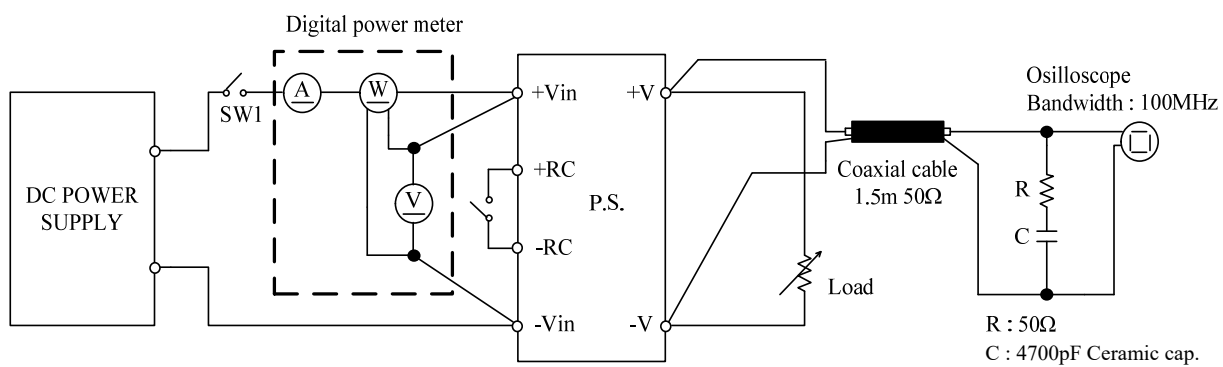 Digital power meter
DC POWER
SUPPLY
SW1
A
W
V
+Vin
+RC
-RC
-Vin
P.S.
+V
-V
Load
Coaxial cable
1.5m 50Ω
Osilloscope
Bandwidth : 100MHz
R
C
R : 50Ω
C : 4700pF Ceramic cap.